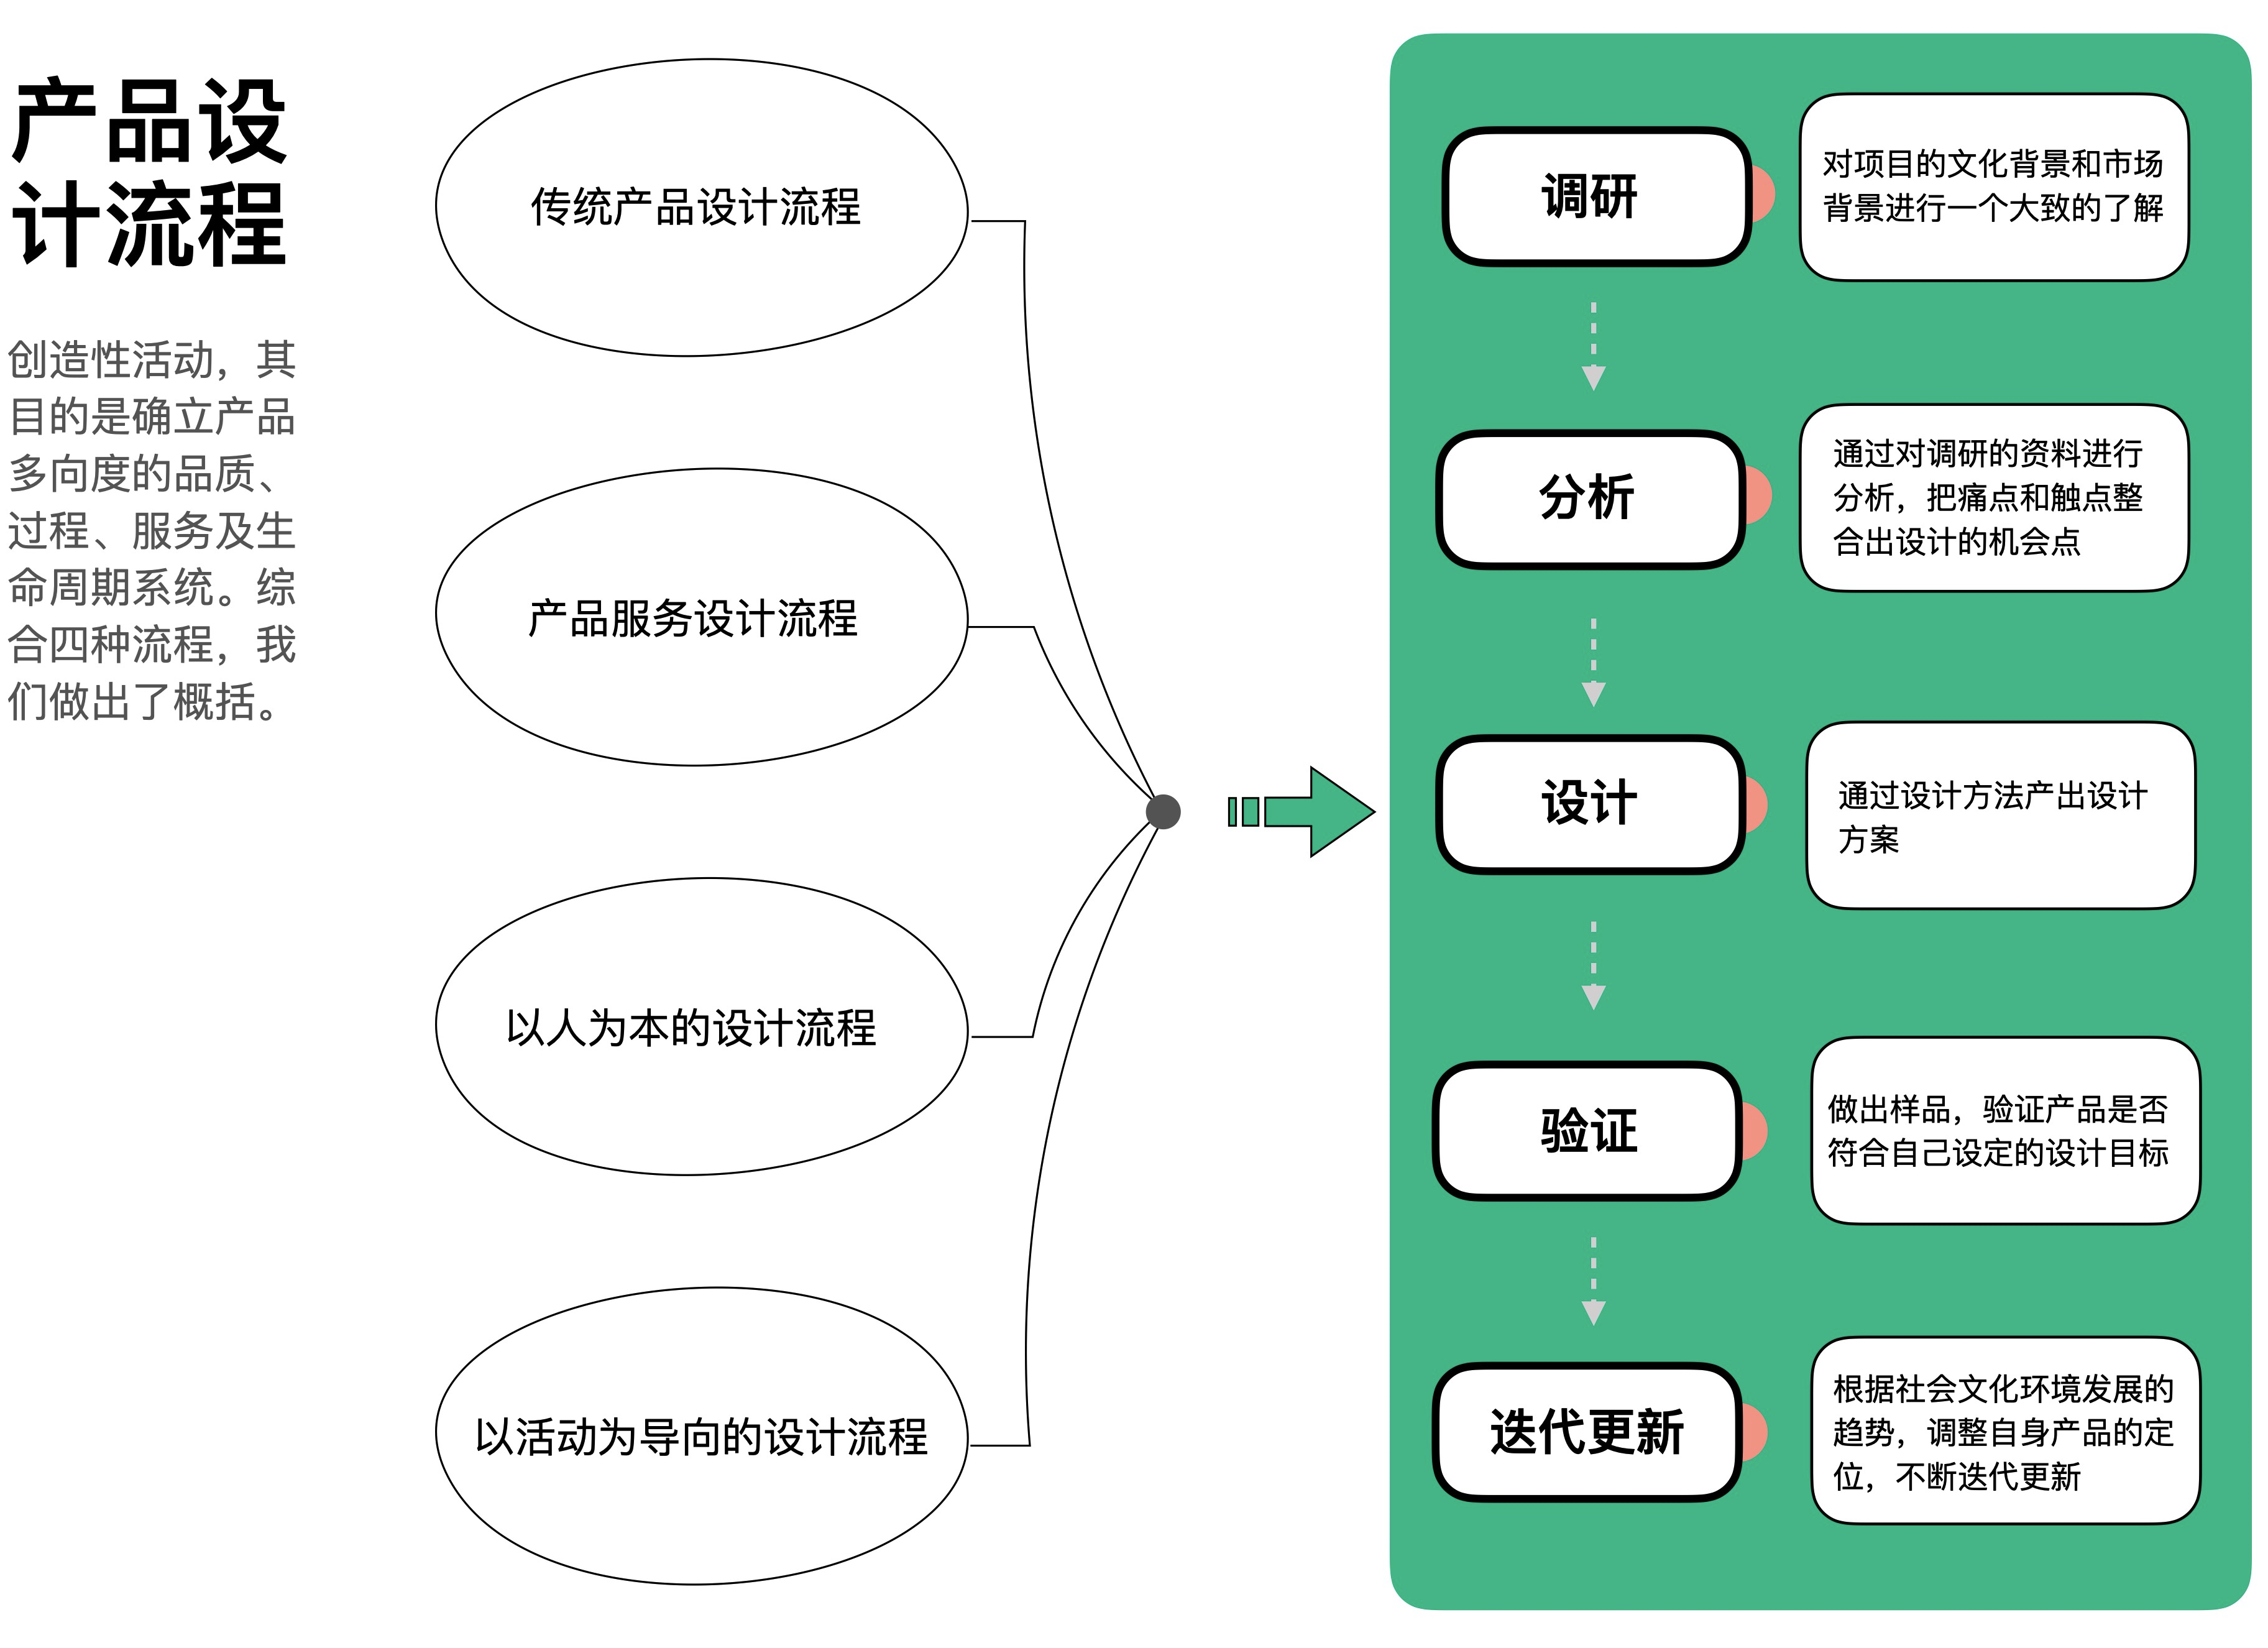 产品设
计流程
创造性活动，其
目的是确立产品
多向度的品质、
过程、服务及生
命周期系统。综
合四种流程，我
们做出了概括。
传统产品设计流程
产品服务设计流程
以人为本的设计流程
以活动为导向的设计流程
调研
对项目的文化背景和市场
背景进行一个大致的了解
分析
通过对调研的资料进行
分析，把痛点和触点整
合出设计的机会点
设计
通过设计方法产出设计
方案
验证
做出样品，验证产品是否
符合自己设定的设计目标
迭代更新
根据社会文化环境发展的
趋势，调整自身产品的定
位，不断迭代更新